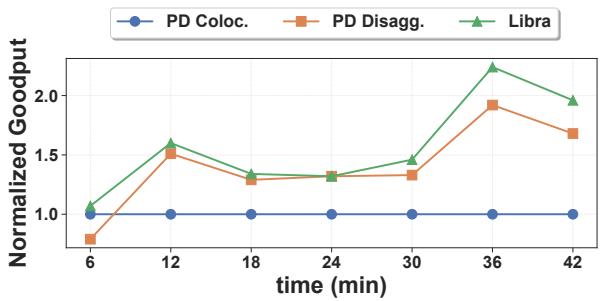 PD Coloc. PD Disagg. Libra
Normalized Goodput
2.0
1.5
1.0
6 12 18 24 30 36 42
time (min)